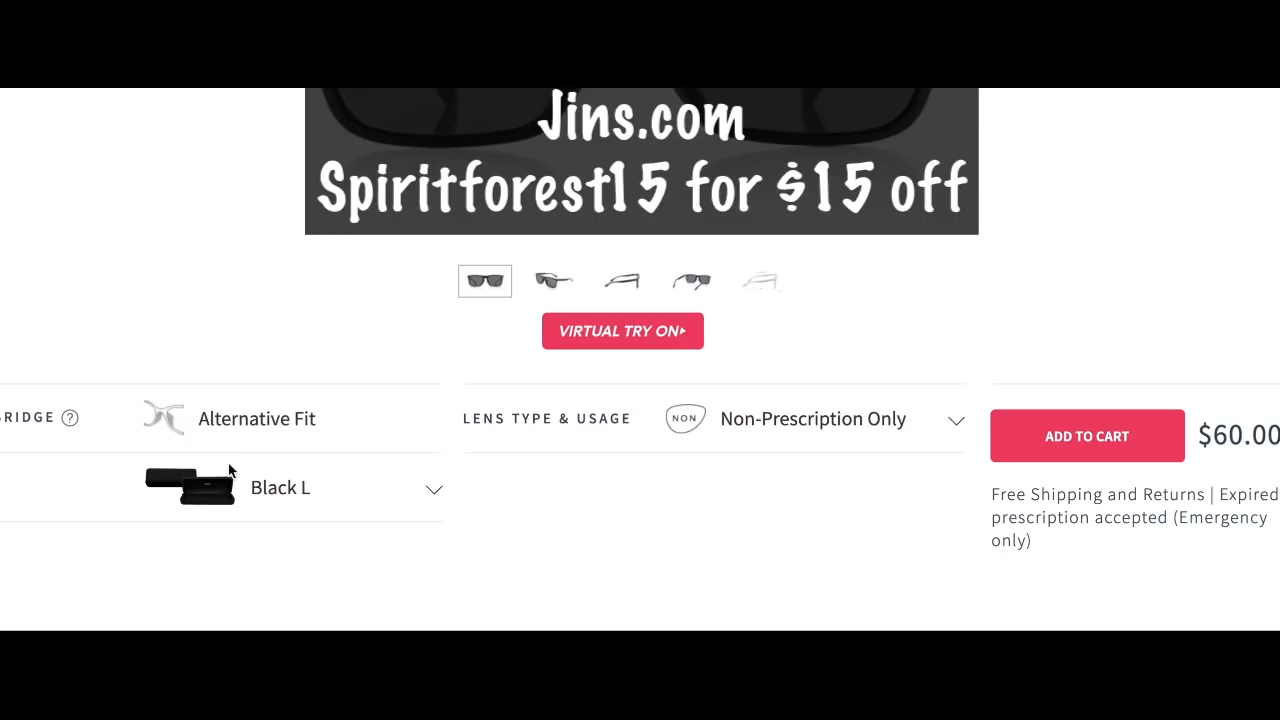 Jins.com
Spiritforest15 for $15 off
VIRTUAL TRY ON
BRIDGE ? Alternative Fit
LENS TYPE & USAGE NON Non-Prescription Only
ADD TO CART $60.00
Black L
Free Shipping and Returns | Expired
prescription accepted (Emergency
only)